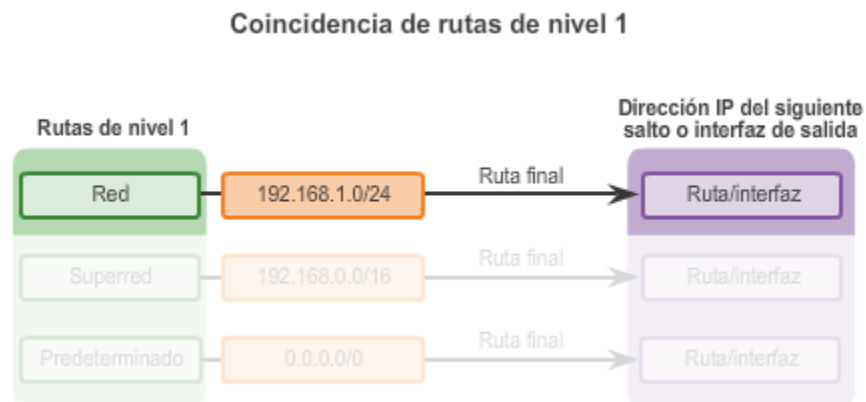 Coincidencia de rutas de nivel 1
Rutas de nivel 1
Dirección IP del siguiente
salto o interfaz de salida
Red
192.168.1.0/24
Ruta final
Ruta/interfaz
Superred
192.168.0.0/16
Ruta final
Ruta/interfaz
Predeterminado
0.0.0.0/0
Ruta final
Ruta/interfaz